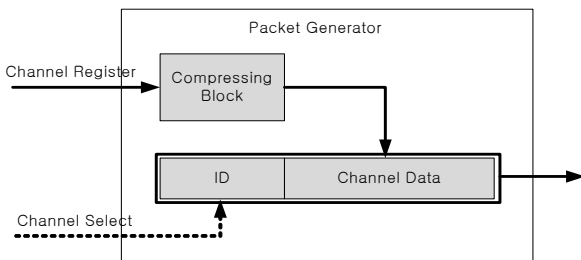 Packet Generator
Channel Register
Compressing
Block
ID
Channel Data
Channel Select